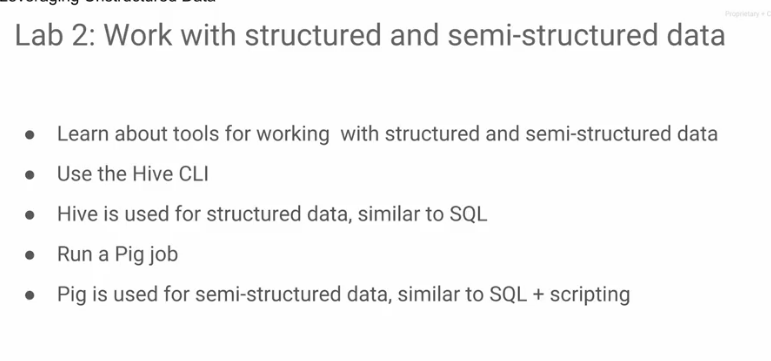 Leveraging Unstructured Data
Proprietary + C
Lab 2: Work with structured and semi-structured data
● Learn about tools for working with structured and semi-structured data
● Use the Hive CLI
● Hive is used for structured data, similar to SQL
● Run a Pig job
● Pig is used for semi-structured data, similar to SQL + scripting